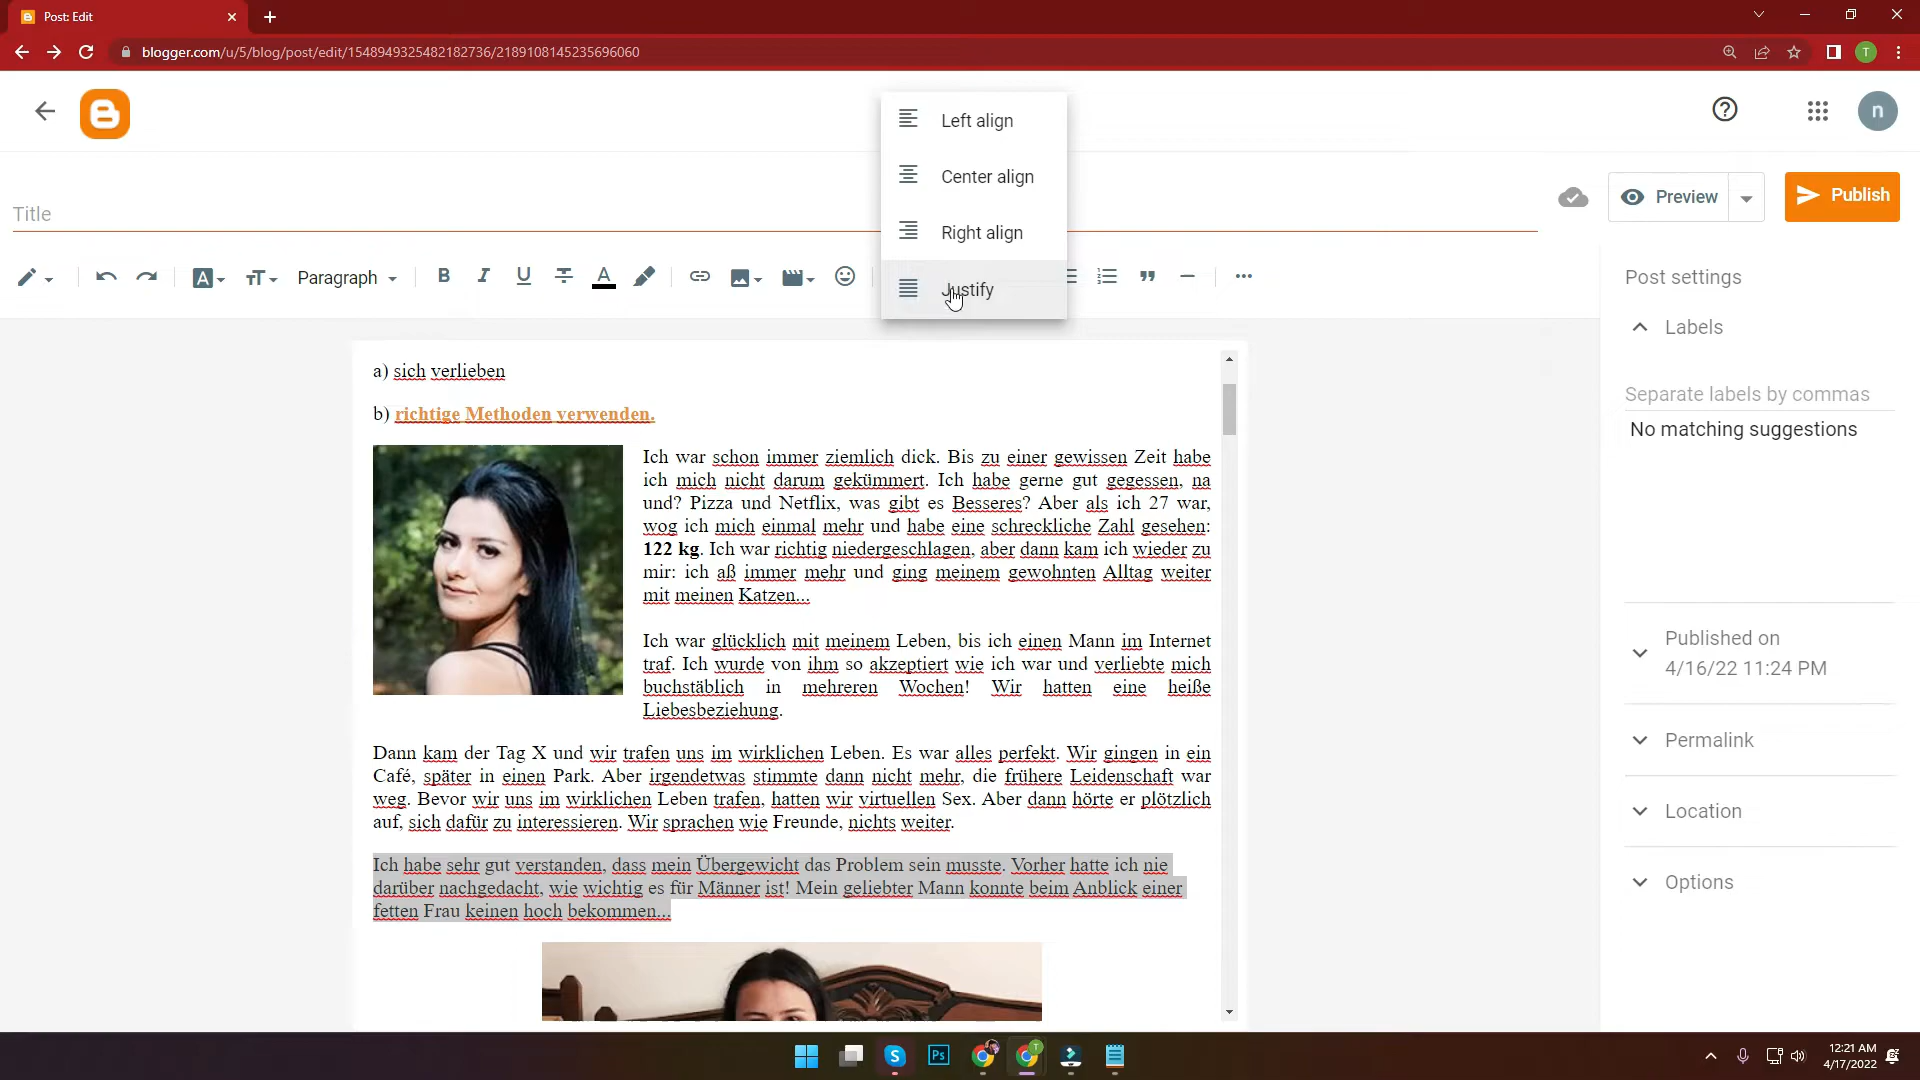 Post: Edit
blogger.com/u/5/blog/post/edit/1548949325482182736/2189108145235696060
T
n
Left align
Center align
Right align
Justify
Title
Preview
Publish
Paragraph
Post settings
Labels
Separate labels by commas
No matching suggestions
Published on
4/16/22 11:24 PM
Permalink
Location
Options
a) sich verlieben
b) richtige Methoden verwenden.
Ich war schon immer ziemlich dick. Bis zu einer gewissen Zeit habe
ich mich nicht darum gekümmert. Ich habe gerne gut gegessen, na
und? Pizza und Netflix, was gibt es Besseres? Aber als ich 27 war,
wog ich mich einmal mehr und habe eine schreckliche Zahl gesehen:
122 kg. Ich war richtig niedergeschlagen, aber dann kam ich wieder zu
mir: ich aß immer mehr und ging meinem gewohnten Alltag weiter
mit meinen Katzen...
Ich war glücklich mit meinem Leben, bis ich einen Mann im Internet
traf. Ich wurde von ihm so akzeptiert wie ich war und verliebte mich
buchstäblich in mehreren Wochen! Wir hatten eine heiße
Liebesbeziehung.
Dann kam der Tag X und wir trafen uns im wirklichen Leben. Es war alles perfekt. Wir gingen in ein
Café, später in einen Park. Aber irgendetwas stimmte dann nicht mehr, die frühere Leidenschaft war
weg. Bevor wir uns im wirklichen Leben trafen, hatten wir virtuellen Sex. Aber dann hörte er plötzlich
auf, sich dafür zu interessieren. Wir sprachen wie Freunde, nichts weiter.
Ich habe sehr gut verstanden, dass mein Übergewicht das Problem sein musste. Vorher hatte ich nie
darüber nachgedacht, wie wichtig es für Männer ist! Mein geliebter Mann konnte beim Anblick einer
fetten Frau keinen hoch bekommen...
12:21 AM
4/17/2022